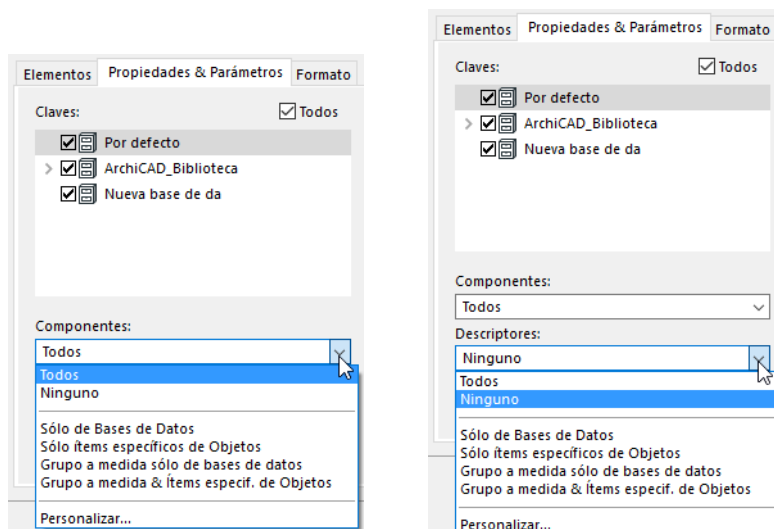 Elementos Propiedades & Parámetros Formato
Claves: Todos
Por defecto
ArchiCAD_Biblioteca
Nueva base de da
Componentes:
Todos
Todos
Ninguno
Sólo de Bases de Datos
Sólo ítems específicos de Objetos
Grupo a medida sólo de bases de datos
Grupo a medida & Ítems especif. de Objetos
Personalizar...
Elementos Propiedades & Parámetros Formato
Claves: Todos
Por defecto
ArchiCAD_Biblioteca
Nueva base de da
Componentes:
Todos
Descriptores:
Ninguno
Todos
Ninguno
Sólo de Bases de Datos
Sólo ítems específicos de Objetos
Grupo a medida sólo de bases de datos
Grupo a medida & Ítems especif. de Objetos
Personalizar...